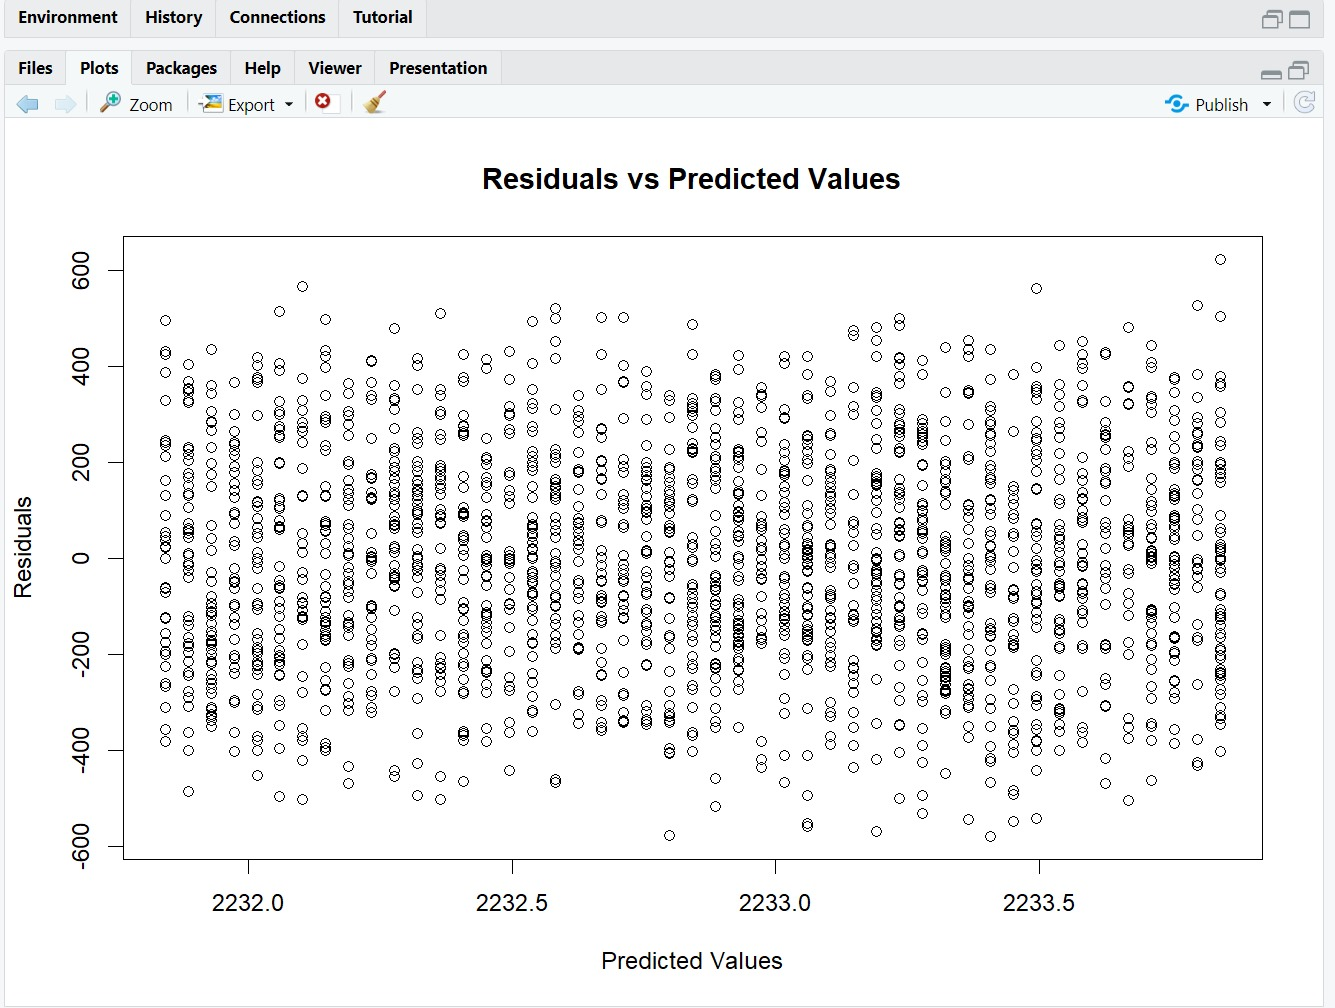 Environment History Connections Tutorial
Files Plots Packages Help Viewer Presentation
Zoom Export Publish
Residuals vs Predicted Values
600
400
200
0
-200
-400
-600
Residuals
2232.0 2232.5 2233.0 2233.5
Predicted Values